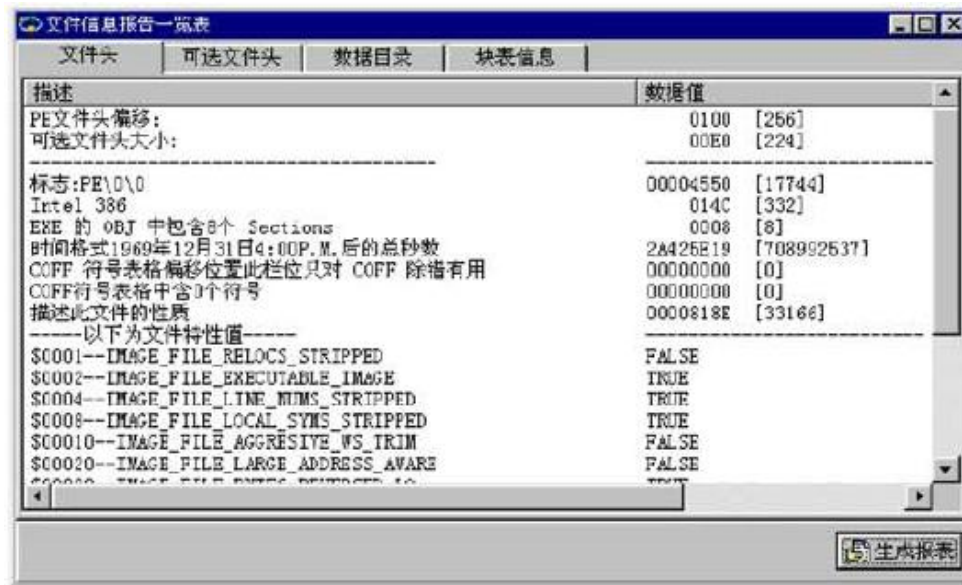 文件信息报告一览表
文件头 可选文件头 数据目录 块表信息
描述 数据值
PE文件头偏移: 0100 [256]
可选文件头大小: 00E0 [224]
------------------------------------- -----------------------------
标志:PE\0\0 00004550 [17744]
Intel 386 014C [332]
EXE 的 OBJ 中包含8个 Sections 0008 [8]
时间格式1969年12月31日4:00P.M.后的总秒数 2A425E19 [708992537]
COFF 符号表格偏移位置此栏位只对 COFF 除错有用 00000000 [0]
COFF符号表格中含0个符号 00000000 [0]
描述此文件的性质 0000818E [33166]
------以下为文件特性值------ -----------------------------
$0001--IMAGE_FILE_RELOCS_STRIPPED FALSE
$0002--IMAGE_FILE_EXECUTABLE_IMAGE TRUE
$0004--IMAGE_FILE_LINE_NUMS_STRIPPED TRUE
$0008--IMAGE_FILE_LOCAL_SYMS_STRIPPED TRUE
$00010--IMAGE_FILE_AGGRESIVE_WS_TRIM FALSE
$00020--IMAGE_FILE_LARGE_ADDRESS_AWARE FALSE
生成报表